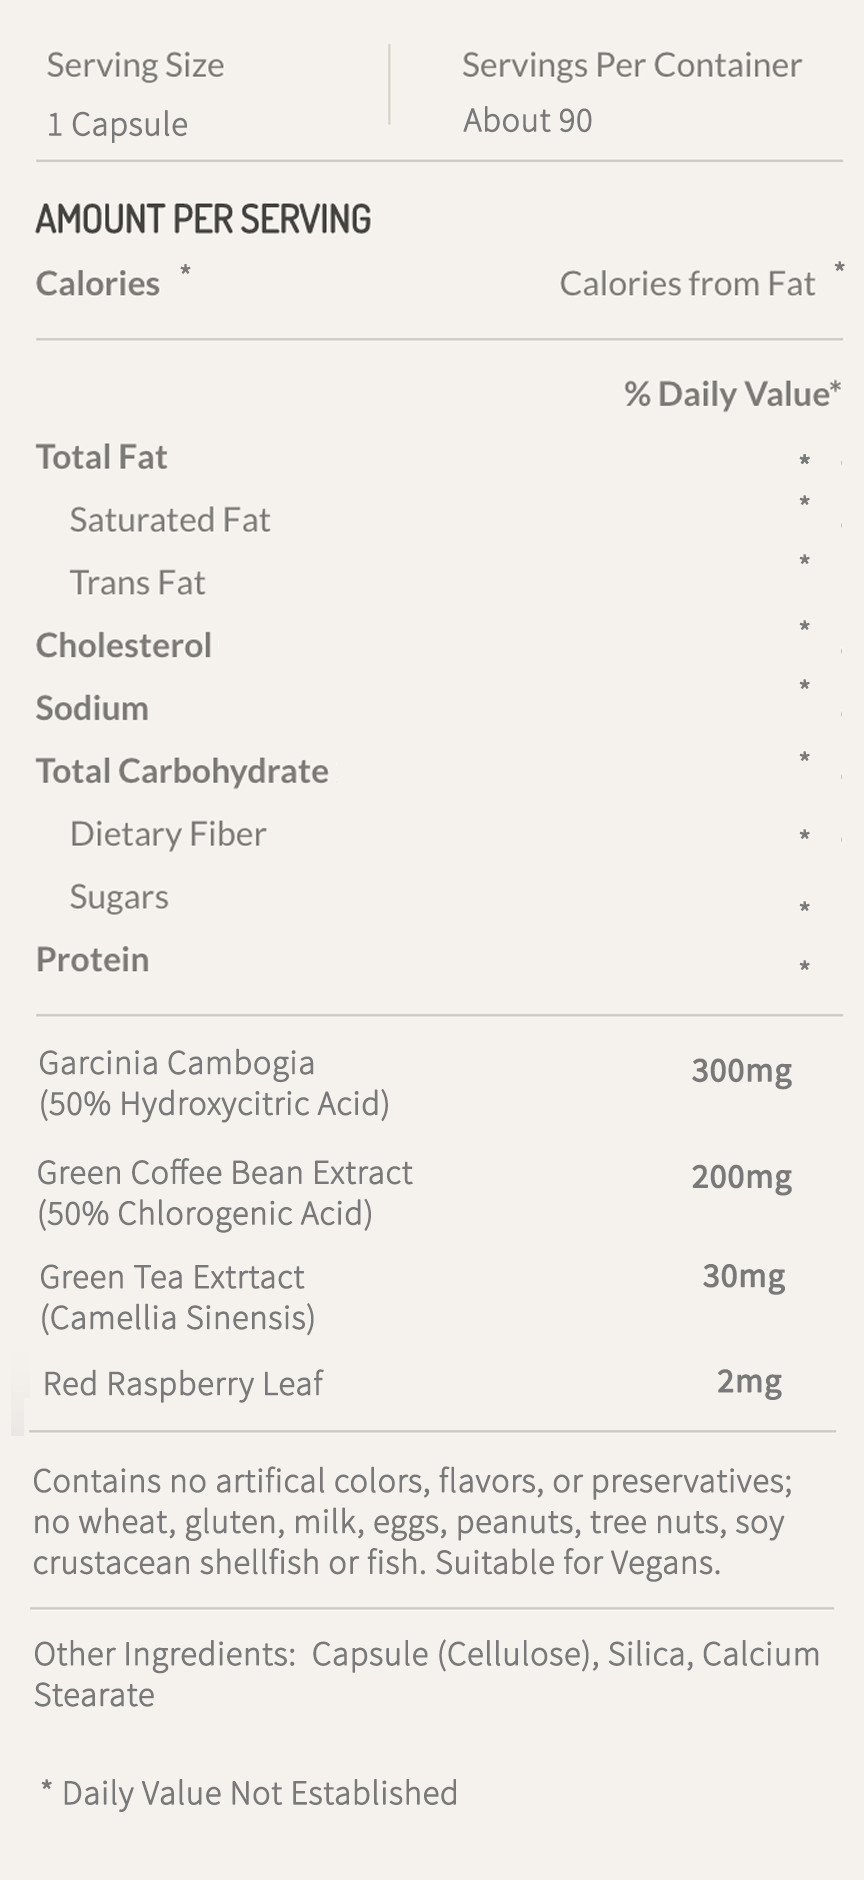 Serving Size
Servings Per Container
1 Capsule
About 90
AMOUNT PER SERVING
Calories *
Calories from Fat *
% Daily Value*
Total Fat *
Saturated Fat *
Trans Fat *
Cholesterol *
Sodium *
Total Carbohydrate *
Dietary Fiber *
Sugars *
Protein *
Garcinia Cambogia 300mg
(50% Hydroxycitric Acid)
Green Coffee Bean Extract 200mg
(50% Chlorogenic Acid)
Green Tea Extrtact 30mg
(Camellia Sinensis)
Red Raspberry Leaf 2mg
Contains no artifical colors, flavors, or preservatives;
no wheat, gluten, milk, eggs, peanuts, tree nuts, soy
crustacean shellfish or fish. Suitable for Vegans.
Other Ingredients: Capsule (Cellulose), Silica, Calcium
Stearate
* Daily Value Not Established